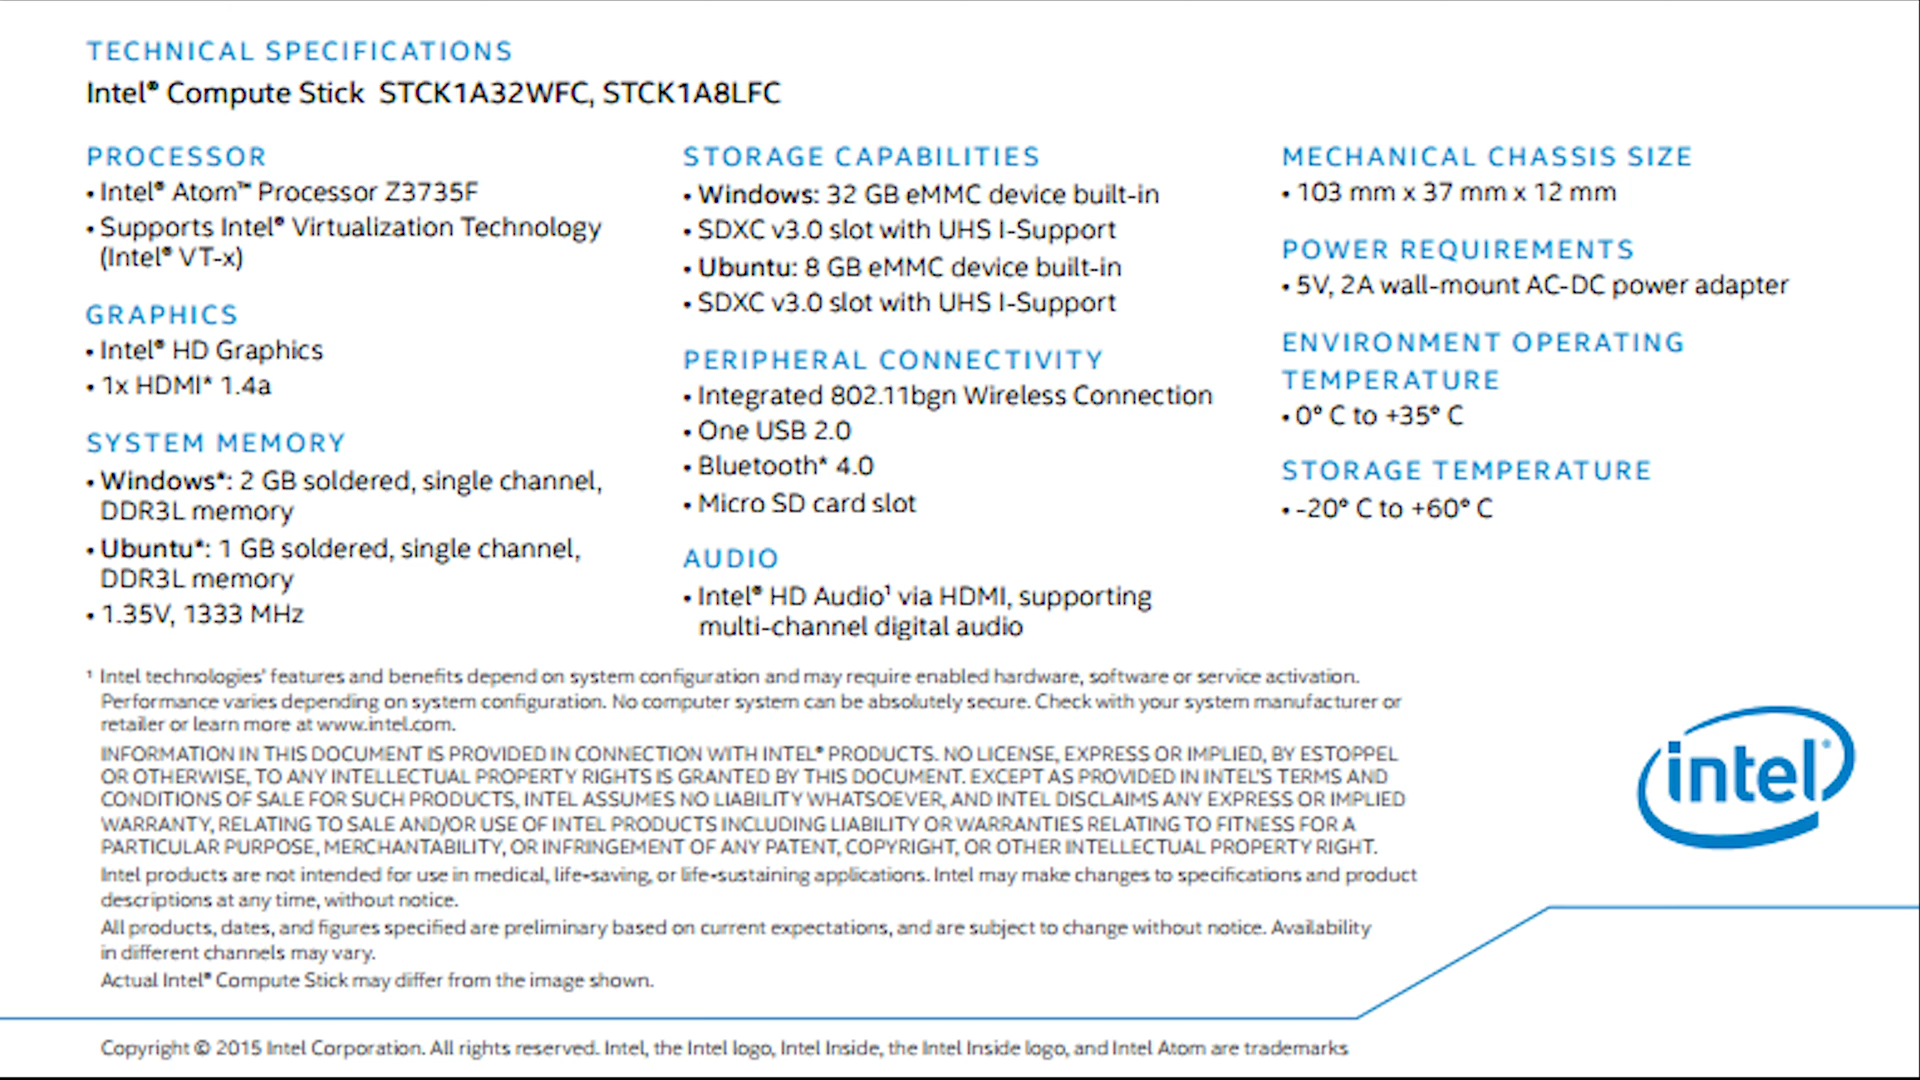 TECHNICAL SPECIFICATIONS
Intel® Compute Stick STCK1A32WFC, STCK1A8LFC
PROCESSOR
• Intel® Atom™ Processor Z3735F
• Supports Intel® Virtualization Technology
(Intel® VT-x)
GRAPHICS
• Intel® HD Graphics
• 1x HDMI* 1.4a
SYSTEM MEMORY
• Windows*: 2 GB soldered, single channel,
DDR3L memory
• Ubuntu*: 1 GB soldered, single channel,
DDR3L memory
• 1.35V, 1333 MHz
STORAGE CAPABILITIES
• Windows: 32 GB eMMC device built-in
• SDXC v3.0 slot with UHS I-Support
• Ubuntu: 8 GB eMMC device built-in
• SDXC v3.0 slot with UHS I-Support
PERIPHERAL CONNECTIVITY
• Integrated 802.11bgn Wireless Connection
• One USB 2.0
• Bluetooth* 4.0
• Micro SD card slot
AUDIO
• Intel® HD Audio¹ via HDMI, supporting
multi-channel digital audio
MECHANICAL CHASSIS SIZE
• 103 mm x 37 mm x 12 mm
POWER REQUIREMENTS
• 5V, 2A wall-mount AC-DC power adapter
ENVIRONMENT OPERATING
TEMPERATURE
• 0° C to +35° C
STORAGE TEMPERATURE
• -20° C to +60° C
¹ Intel technologies' features and benefits depend on system configuration and may require enabled hardware, software or service activation.
Performance varies depending on system configuration. No computer system can be absolutely secure. Check with your system manufacturer or
retailer or learn more at www.intel.com.
INFORMATION IN THIS DOCUMENT IS PROVIDED IN CONNECTION WITH INTEL® PRODUCTS. NO LICENSE, EXPRESS OR IMPLIED, BY ESTOPPEL
OR OTHERWISE, TO ANY INTELLECTUAL PROPERTY RIGHTS IS GRANTED BY THIS DOCUMENT. EXCEPT AS PROVIDED IN INTEL'S TERMS AND
CONDITIONS OF SALE FOR SUCH PRODUCTS, INTEL ASSUMES NO LIABILITY WHATSOEVER, AND INTEL DISCLAIMS ANY EXPRESS OR IMPLIED
WARRANTY, RELATING TO SALE AND/OR USE OF INTEL PRODUCTS INCLUDING LIABILITY OR WARRANTIES RELATING TO FITNESS FOR A
PARTICULAR PURPOSE, MERCHANTABILITY, OR INFRINGEMENT OF ANY PATENT, COPYRIGHT, OR OTHER INTELLECTUAL PROPERTY RIGHT.
Intel products are not intended for use in medical, life-saving, or life-sustaining applications. Intel may make changes to specifications and product
descriptions at any time, without notice.
All products, dates, and figures specified are preliminary based on current expectations, and are subject to change without notice. Availability
in different channels may vary.
Actual Intel® Compute Stick may differ from the image shown.
intel®
Copyright © 2015 Intel Corporation. All rights reserved. Intel, the Intel logo, Intel Inside, the Intel Inside logo, and Intel Atom are trademarks